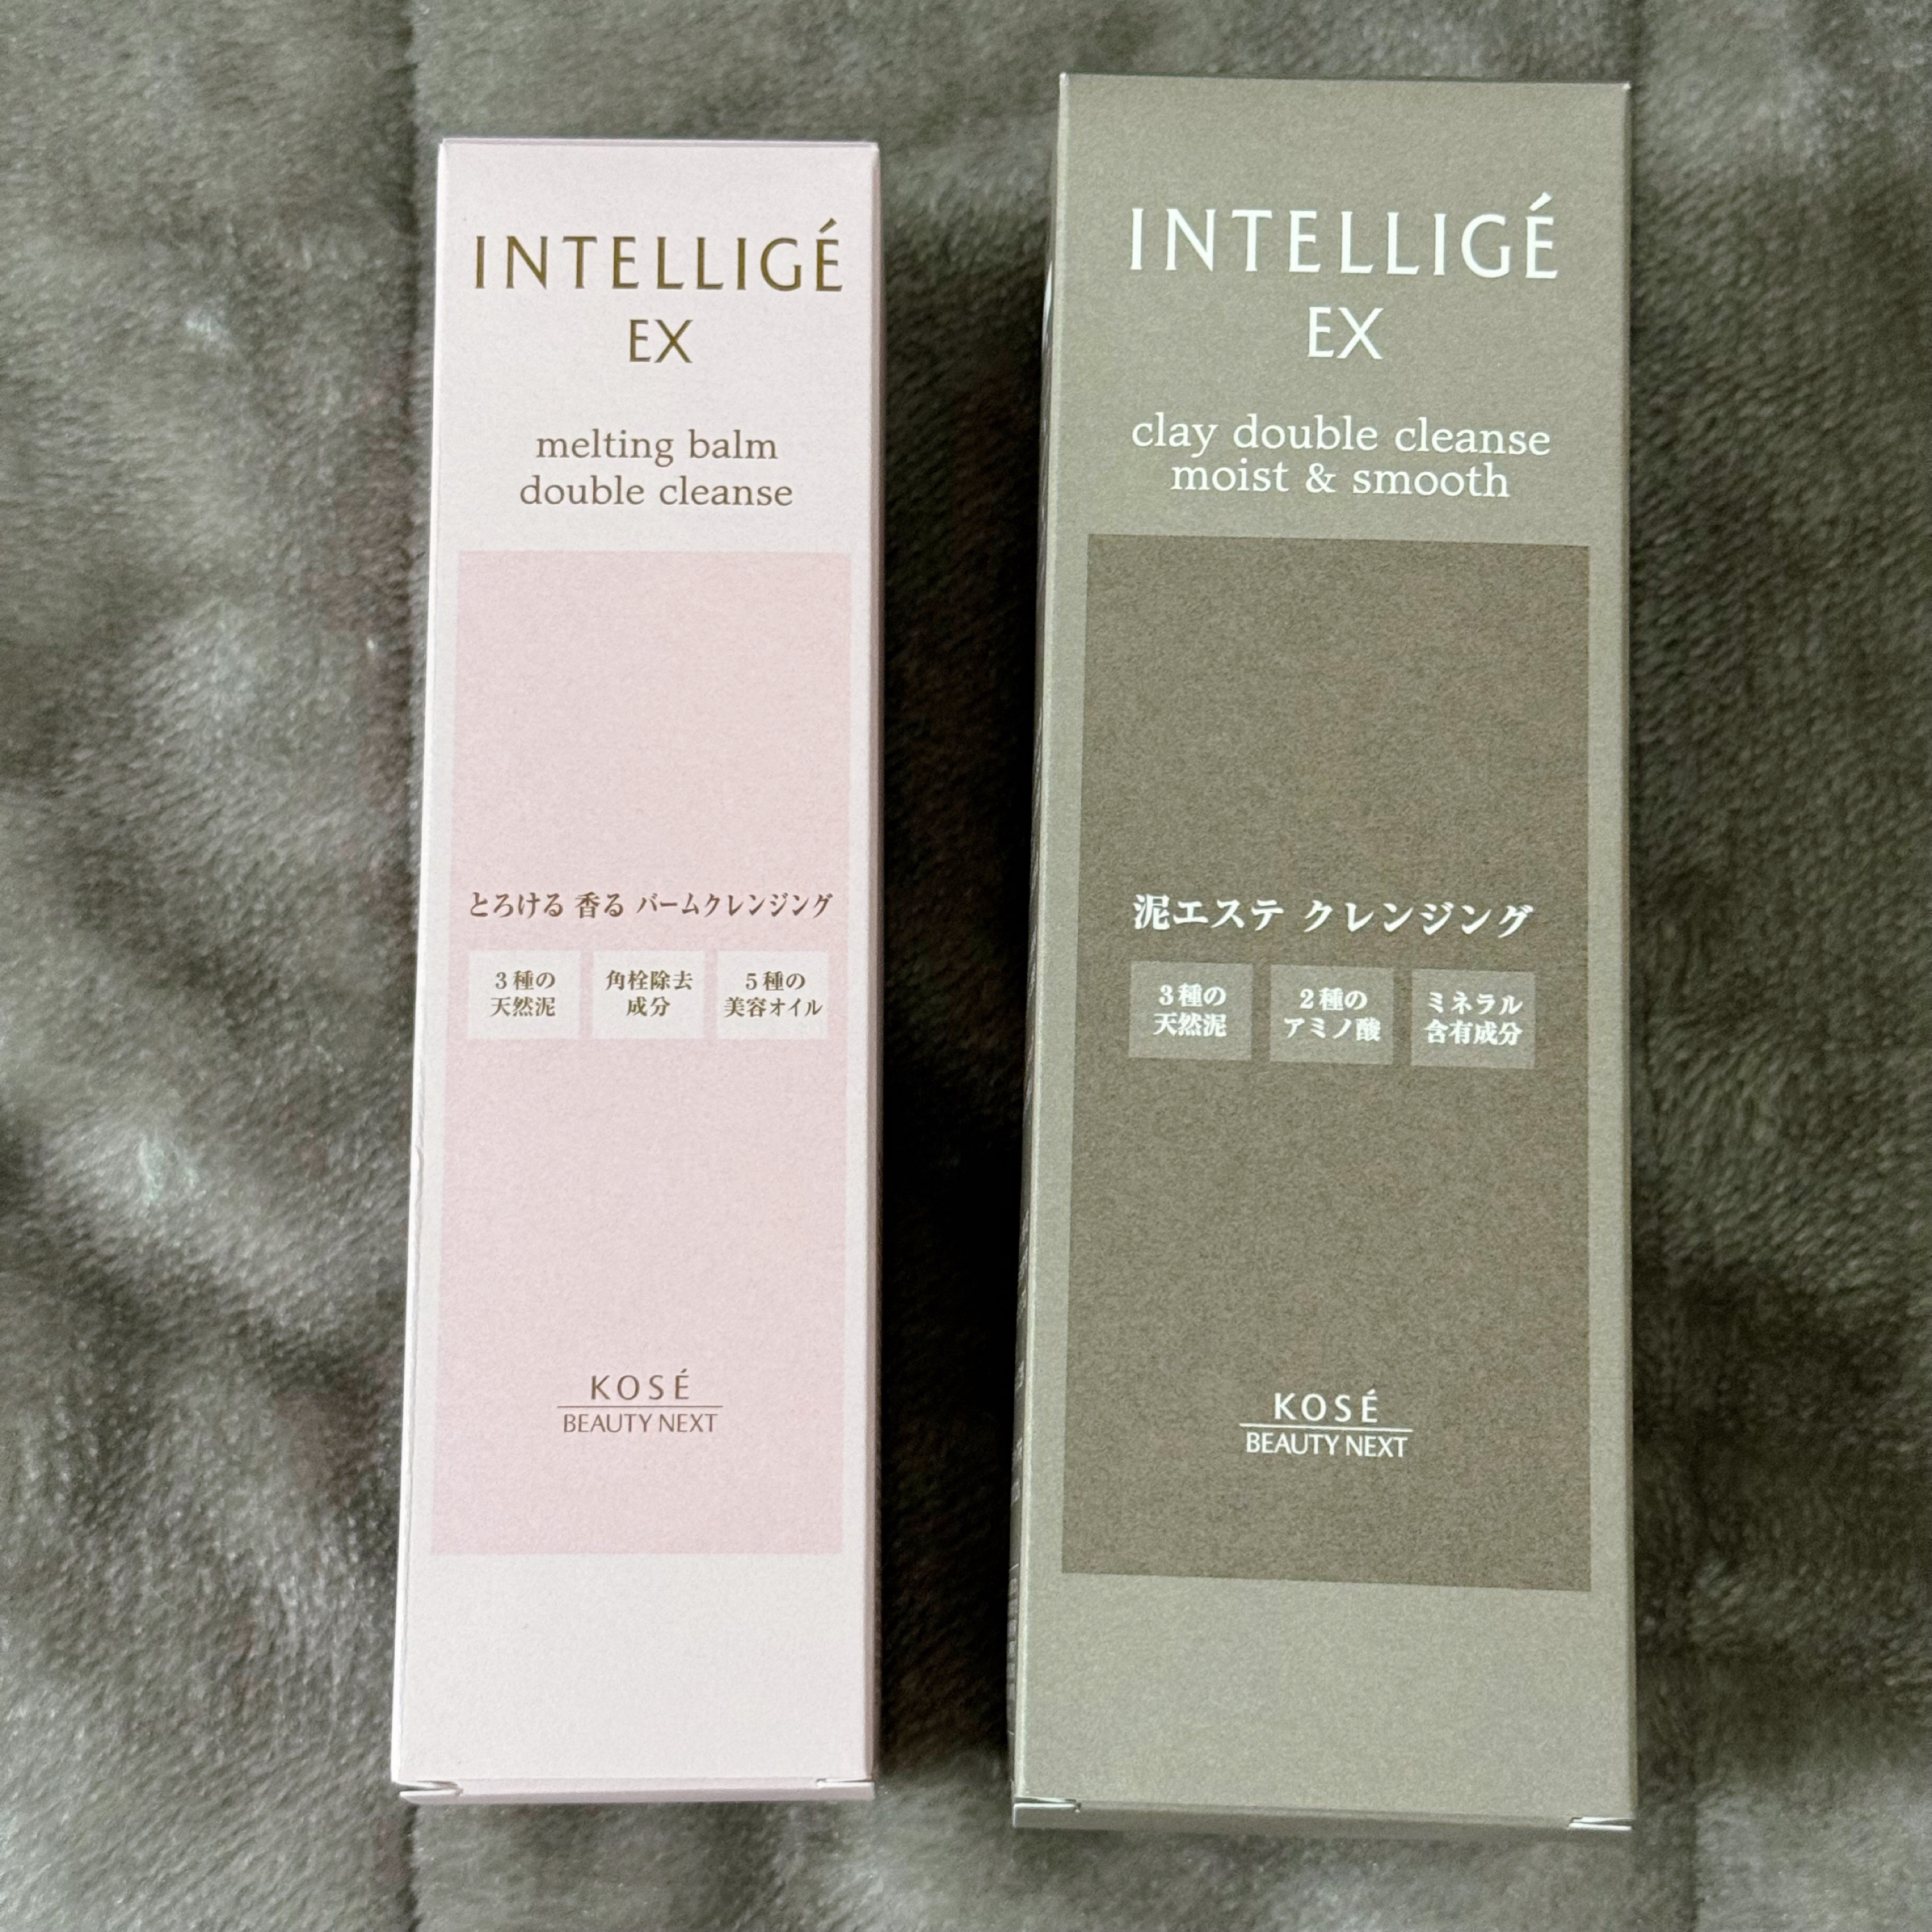 INTELLIGÉ
EX
melting balm
double cleanse
とろける 香る バームクレンジング
3種の
天然泥
角栓除去
成分
5種の
美容オイル
KOSÉ
BEAUTY NEXT
INTELLIGÉ
EX
clay double cleanse
moist & smooth
泥エステ クレンジング
3種の
天然泥
2種の
アミノ酸
ミネラル
含有成分
KOSÉ
BEAUTY NEXT